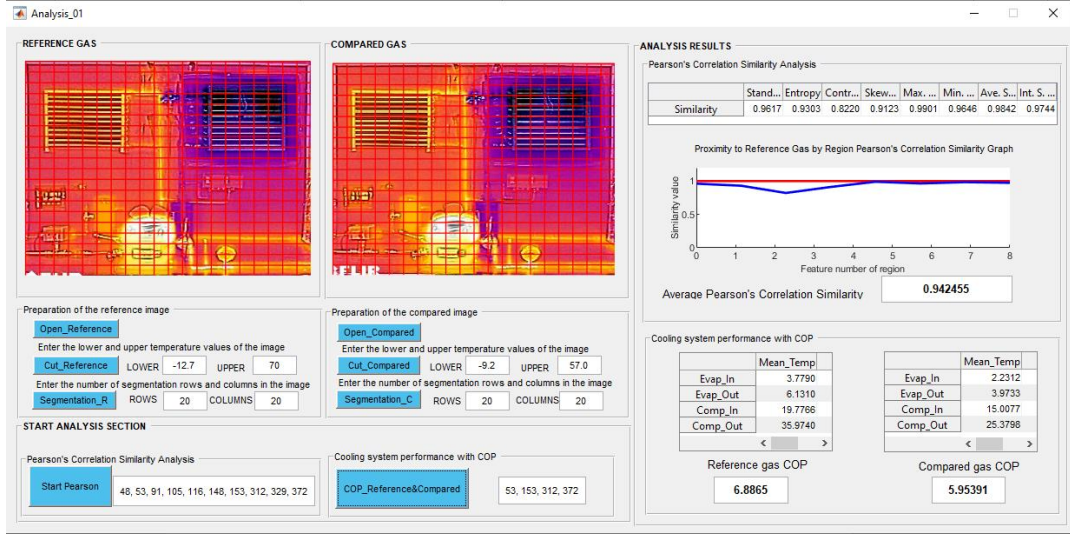 Analysis_01
REFERENCE GAS
COMPARED GAS
Preparation of the reference image
Open_Reference
Enter the lower and upper temperature values of the image
Cut_Reference LOWER -12.7 UPPER 70
Enter the number of segmentation rows and columns in the image
Segmentation_R ROWS 20 COLUMNS 20
Preparation of the compared image
Open_Compared
Enter the lower and upper temperature values of the image
Cut_Compared LOWER -9.2 UPPER 57.0
Enter the number of segmentation rows and columns in the image
Segmentation_C ROWS 20 COLUMNS 20
START ANALYSIS SECTION
Pearson's Correlation Similarity Analysis
Start Pearson 48, 53, 91, 105, 116, 148, 153, 312, 329, 372
Cooling system performance with COP
COP_Reference&Compared 53, 153, 312, 372
ANALYSIS RESULTS
Pearson's Correlation Similarity Analysis
Stand... Entropy Contr... Skew... Max. ... Min. ... Ave. S... Int. S. ...
Similarity 0.9617 0.9303 0.8220 0.9123 0.9901 0.9646 0.9842 0.9744
Proximity to Reference Gas by Region Pearson's Correlation Similarity Graph
Similarity value
1
0.5
0
0 1 2 3 4 5 6 7 8
Feature number of region
Average Pearson's Correlation Similarity 0.942455
Cooling system performance with COP
Mean_Temp
Evap_In 3.7790
Evap_Out 6.1310
Comp_In 19.7766
Comp_Out 35.9740
Reference gas COP
6.8865
Mean_Temp
Evap_In 2.2312
Evap_Out 3.9733
Comp_In 15.0077
Comp_Out 25.3798
Compared gas COP
5.95391